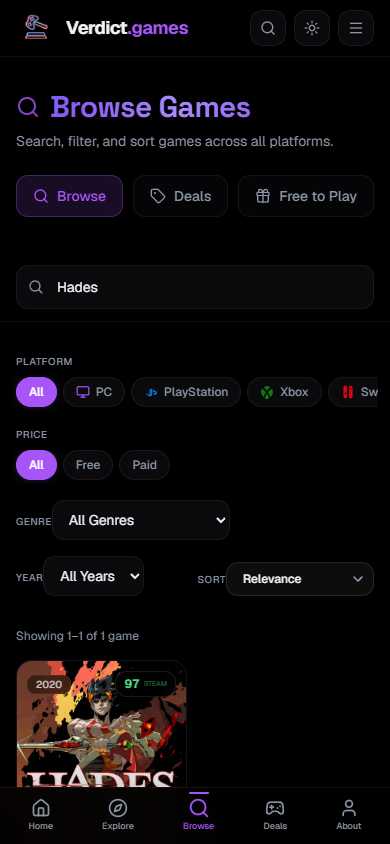 Verdict.games
Browse Games
Search, filter, and sort games across all platforms.
Browse Deals Free to Play
Hades
PLATFORM
All PC PlayStation Xbox Sw
PRICE
All Free Paid
GENRE All Genres
YEAR All Years SORT Relevance
Showing 1–1 of 1 game
2020 97 STEAM
HADES
Home Explore Browse Deals About